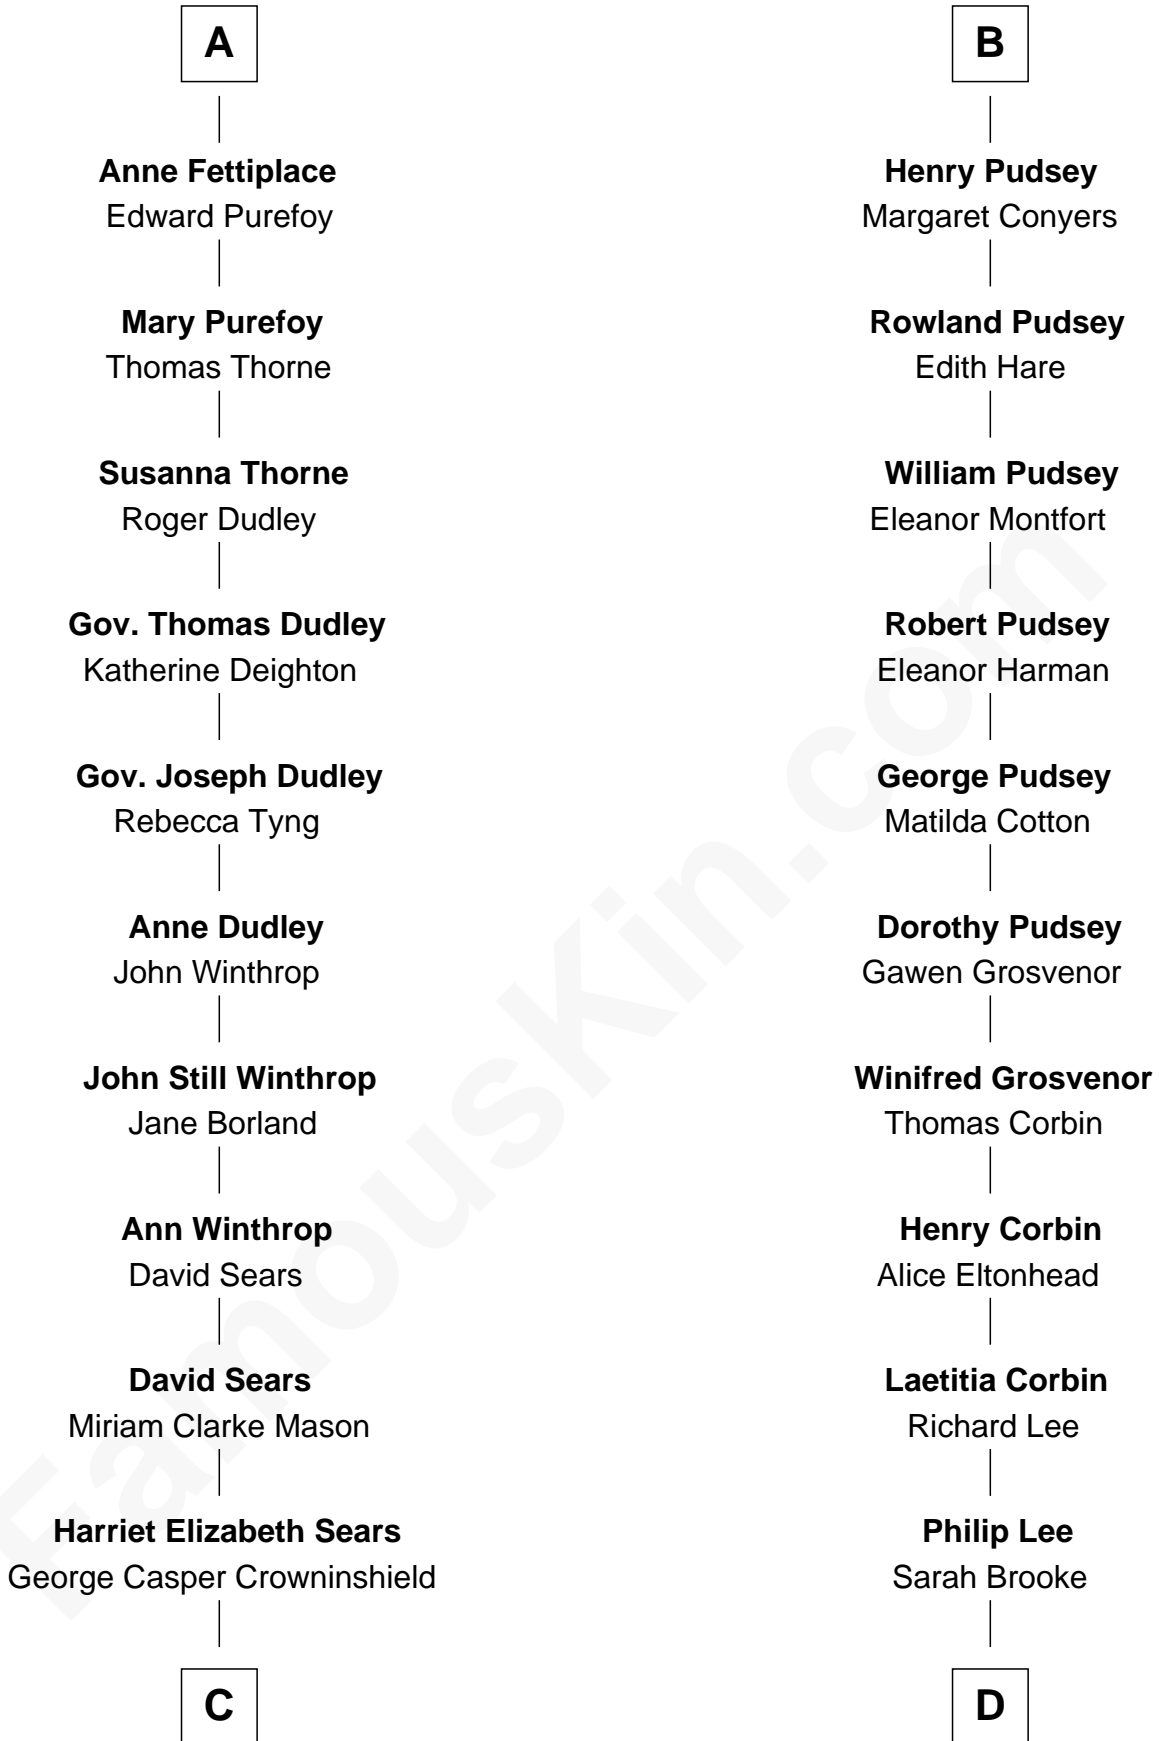 A
Anne Fettiplace
Edward Purefoy
Mary Purefoy
Thomas Thorne
Susanna Thorne
Roger Dudley
Gov. Thomas Dudley
Katherine Deighton
Gov. Joseph Dudley
Rebecca Tyng
Anne Dudley
John Winthrop
John Still Winthrop
Jane Borland
Ann Winthrop
David Sears
David Sears
Miriam Clarke Mason
Harriet Elizabeth Sears
George Casper Crowninshield
C
B
Henry Pudsey
Margaret Conyers
Rowland Pudsey
Edith Hare
William Pudsey
Eleanor Montfort
Robert Pudsey
Eleanor Harman
George Pudsey
Matilda Cotton
Dorothy Pudsey
Gawen Grosvenor
Winifred Grosvenor
Thomas Corbin
Henry Corbin
Alice Eltonhead
Laetitia Corbin
Richard Lee
Philip Lee
Sarah Brooke
D
FamousKin.com